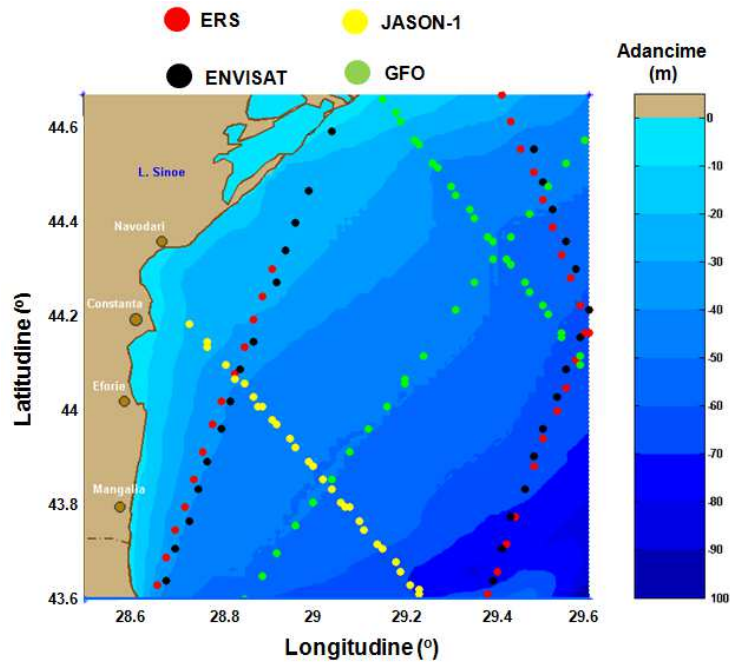 ERS
JASON-1
ENVISAT
GFO
Adancime
(m)
L. Sinoe
Navodari
Constanta
Eforie
Mangalia
Latitudine (º)
44.6
44.4
44.2
44
43.8
43.6
28.6
28.8
29
29.2
29.4
29.6
Longitudine (º)
0
-10
-20
-30
-40
-50
-60
-70
-80
-90
100